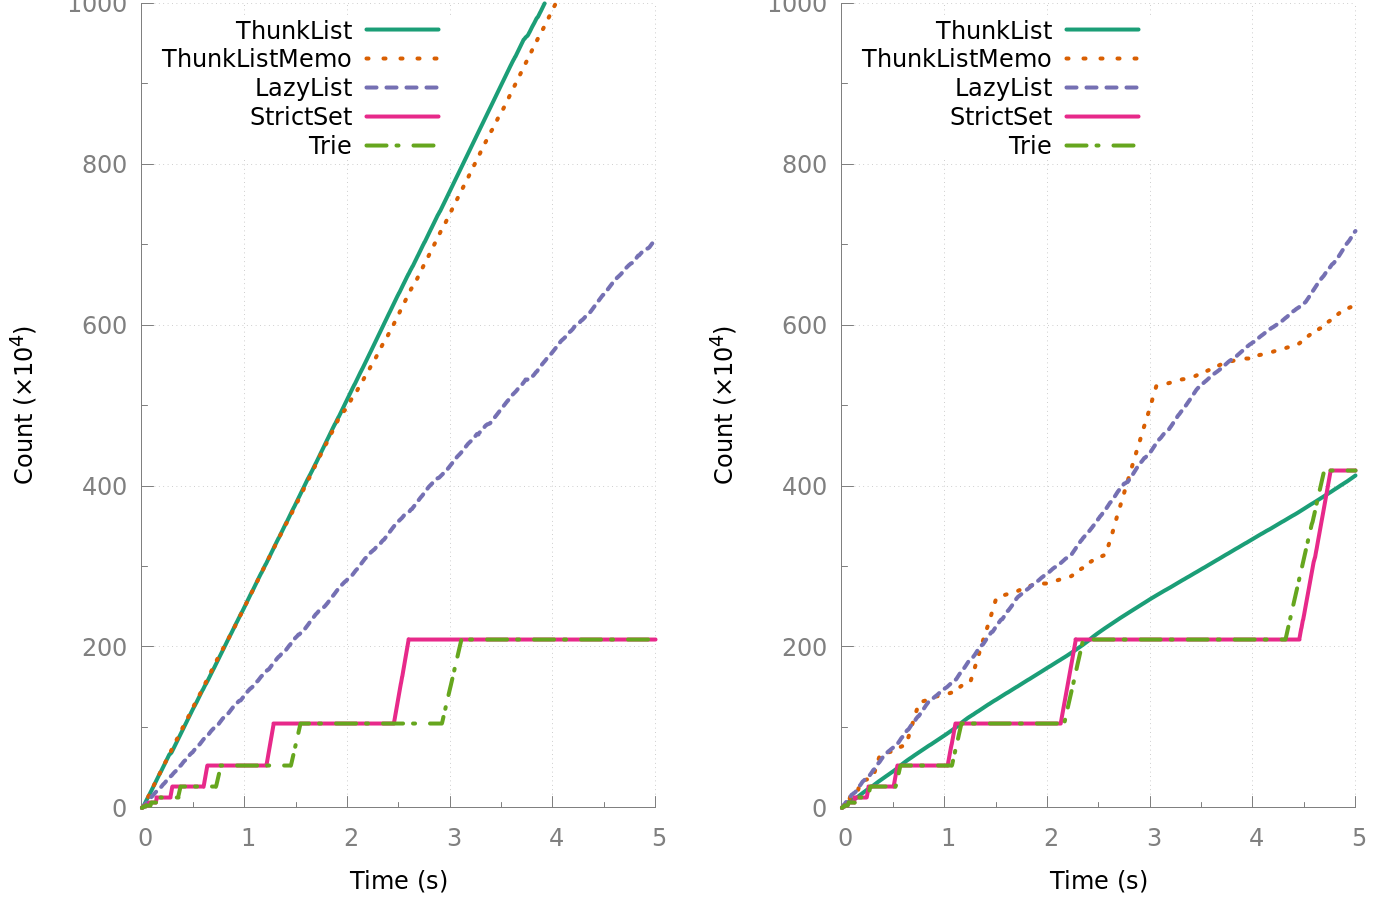 1000
ThunkList
ThunkListMemo
LazyList
StrictSet
Trie
800
600
400
200
0
Count (×10⁴)
0 1 2 3 4 5
Time (s)
1000
ThunkList
ThunkListMemo
LazyList
StrictSet
Trie
800
600
400
200
0
Count (×10⁴)
0 1 2 3 4 5
Time (s)